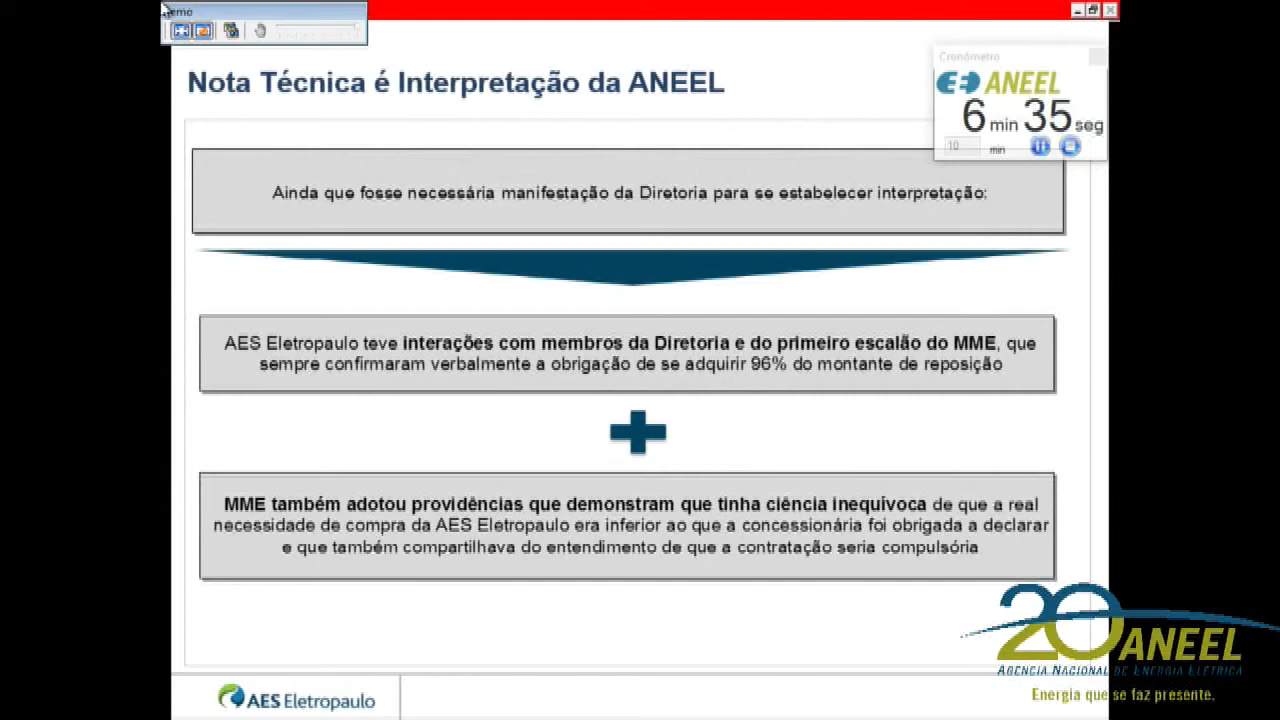 emo
Nota Técnica é Interpretação da ANEEL
Cronômetro
ANEEL
6 min 35 seg
10 min
Ainda que fosse necessária manifestação da Diretoria para se estabelecer interpretação:
AES Eletropaulo teve interações com membros da Diretoria e do primeiro escalão do MME, que
sempre confirmaram verbalmente a obrigação de se adquirir 96% do montante de reposição
MME também adotou providências que demonstram que tinha ciência inequívoca de que a real
necessidade de compra da AES Eletropaulo era inferior ao que a concessionária foi obrigada a declarar
e que também compartilhava do entendimento de que a contratação seria compulsória
20 ANEEL
AGÊNCIA NACIONAL DE ENERGIA ELÉTRICA
Energia que se faz presente.
AES Eletropaulo